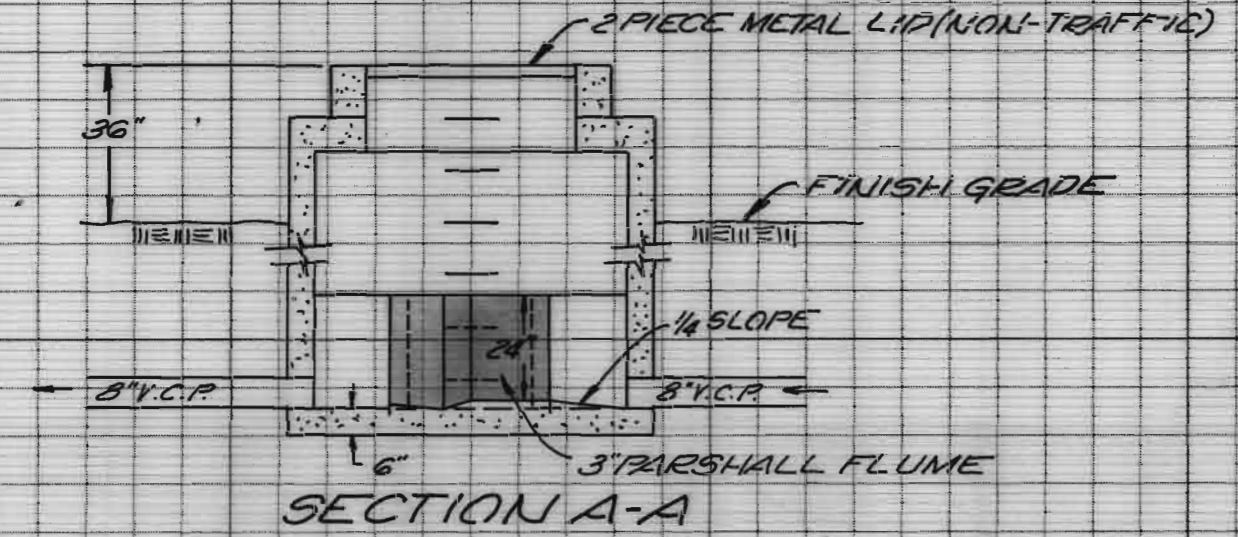 2 PIECE METAL LID (NON-TRAFFIC)
36"
FINISH GRADE
1/4 SLOPE
24"
8" V.C.P.
8" V.C.P.
6"
3" PARSHALL FLUME
SECTION A-A